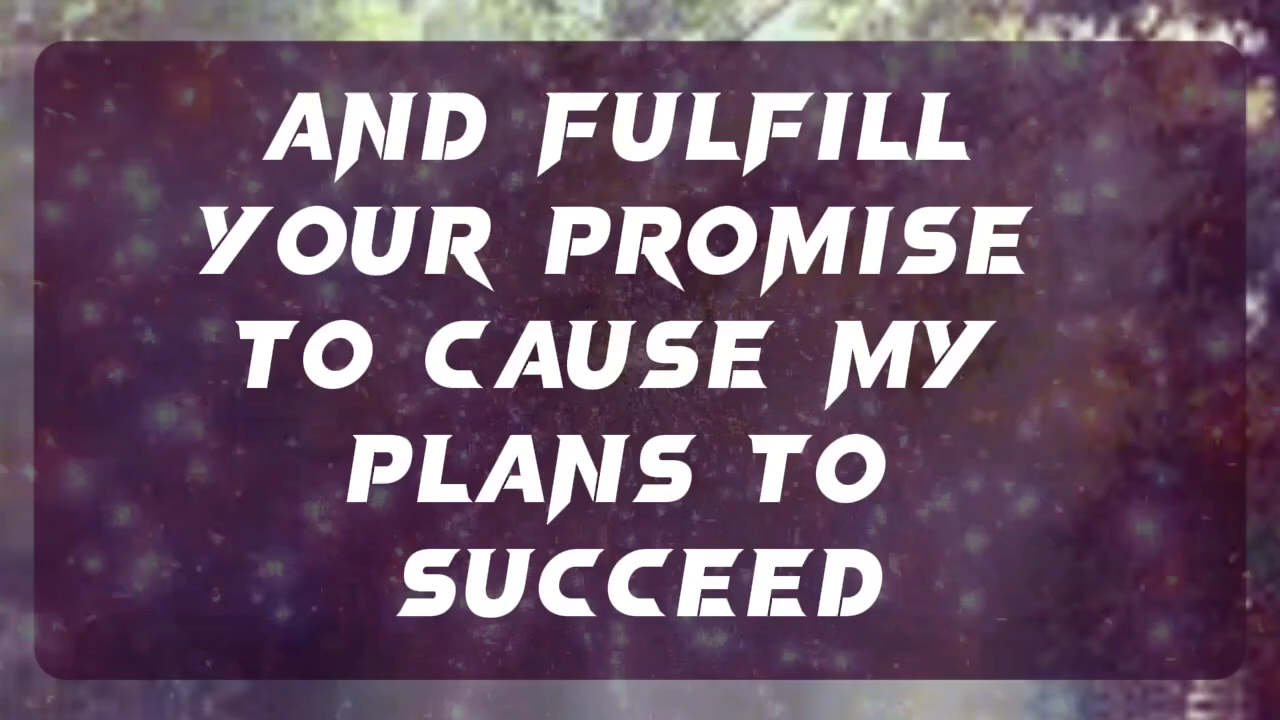 AND FULFILL
YOUR PROMISE
TO CAUSE MY
PLANS TO
SUCCEED